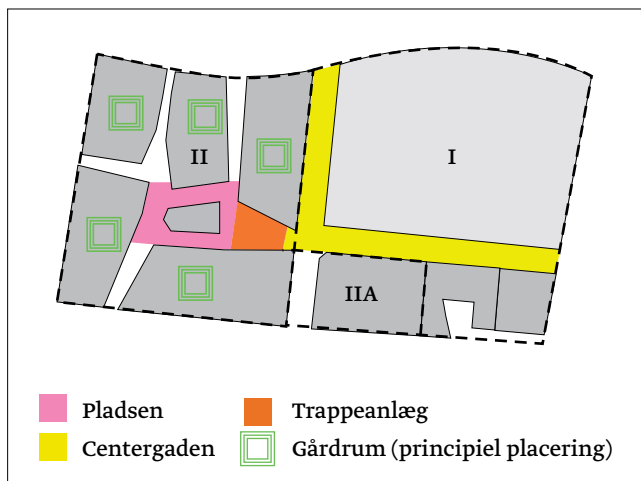 II
I
IIA
Pladsen
Trappeanlæg
Centergaden
Gårdrum (principiel placering)